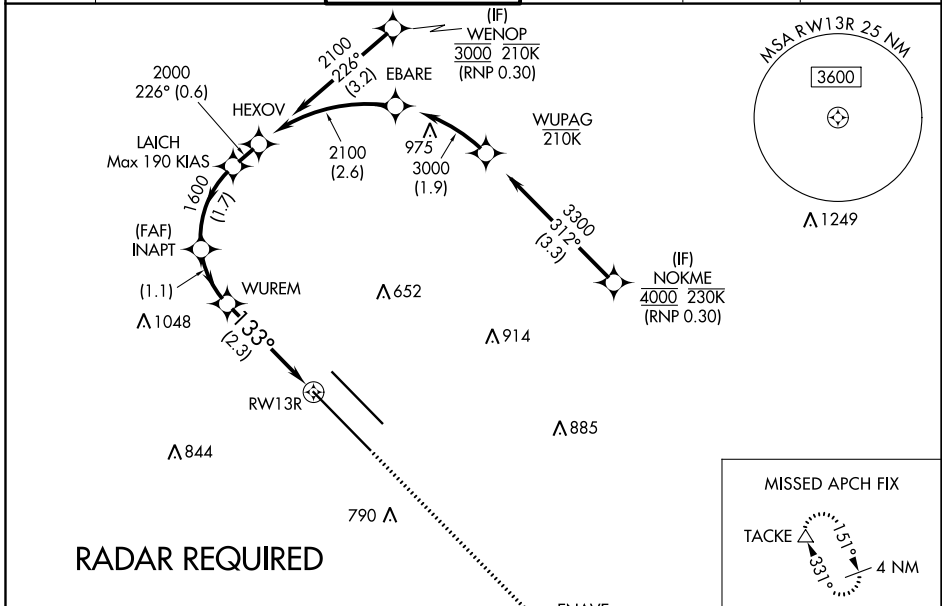 (IF)
WENOP
3000 210K
(RNP 0.30)
2100
226°
(3.2)
MSA RW13R 25 NM
3600
1249
2000
226° (0.6)
HEXOV
EBARE
LAICH
Max 190 KIAS
2100
(2.6)
975
3000
(1.9)
WUPAG
210K
1600
(1.7)
3300
312°
(3.3)
(FAF)
INAPT
(IF)
NOKME
4000 230K
(RNP 0.30)
(1.1)
WUREM
652
1048
133°
(2.3)
914
RW13R
885
844
790
RADAR REQUIRED
MISSED APCH FIX
TACKE
151°
331°
4 NM